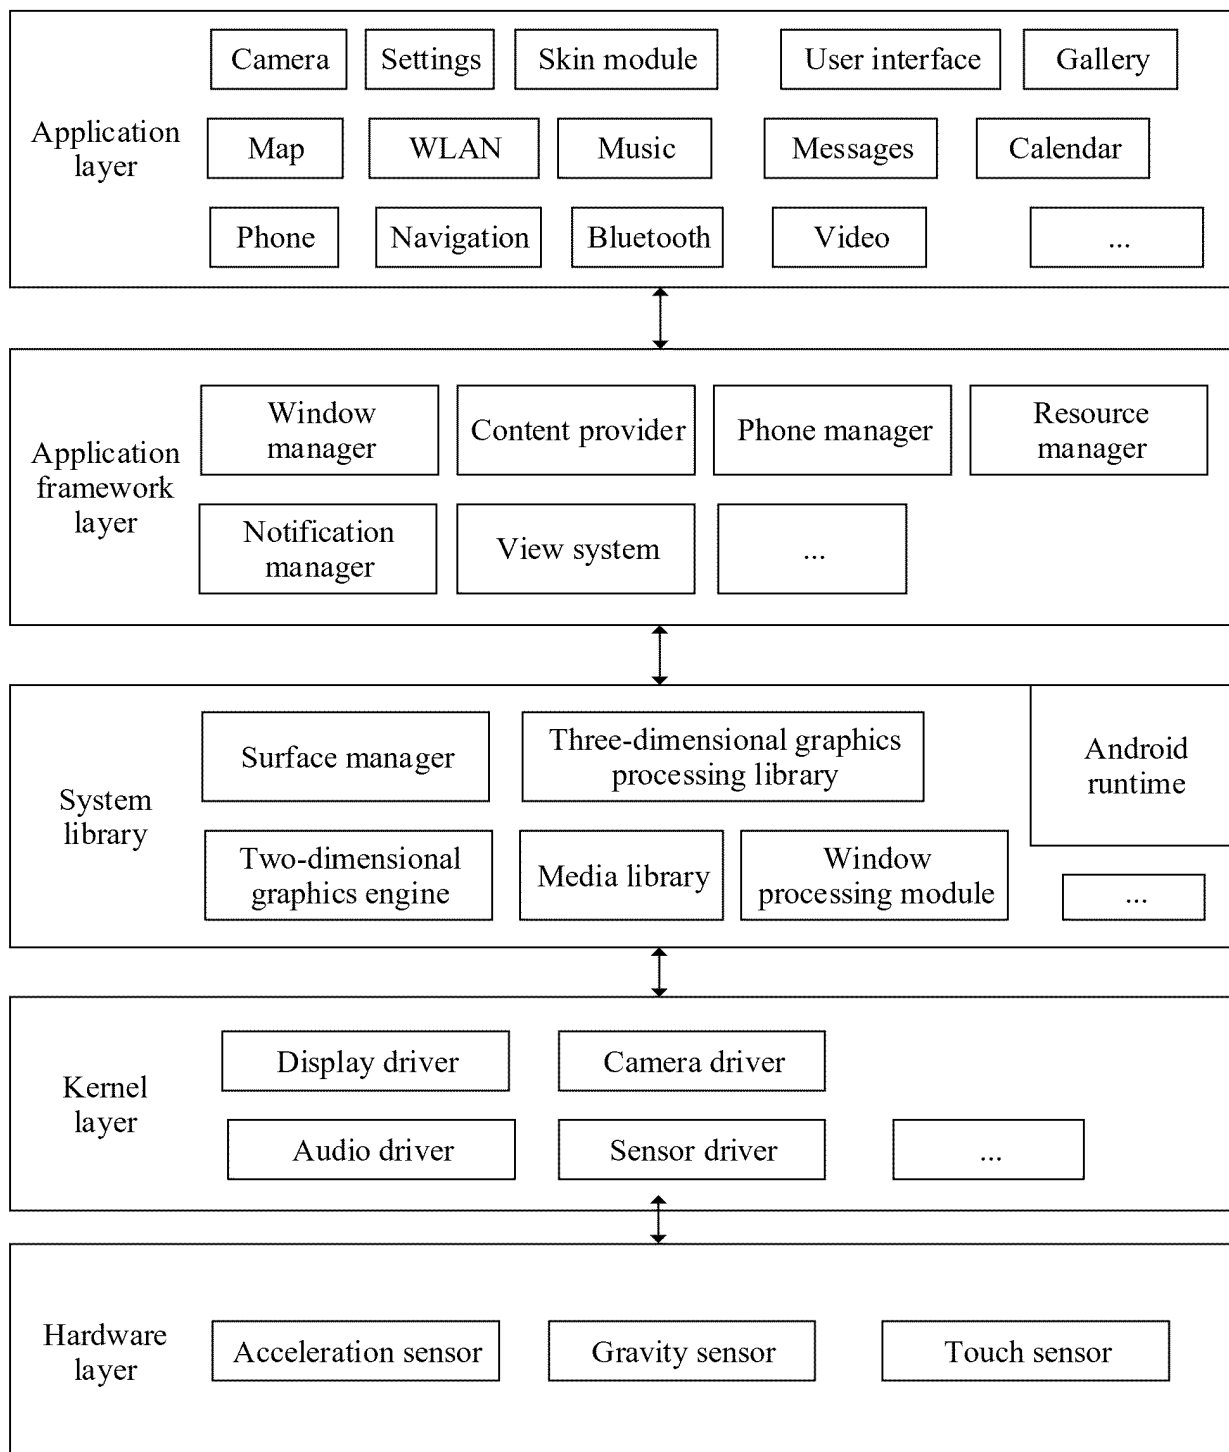 Camera
Settings
Skin module
User interface
Gallery
Application
layer
Map
WLAN
Music
Messages
Calendar
Phone
Navigation
Bluetooth
Video
...
Application
framework
layer
Window
manager
Content provider
Phone manager
Resource
manager
Notification
manager
View system
...
System
library
Surface manager
Three-dimensional graphics
processing library
Android
runtime
Two-dimensional
graphics engine
Media library
Window
processing module
...
Kernel
layer
Display driver
Camera driver
Audio driver
Sensor driver
...
Hardware
layer
Acceleration sensor
Gravity sensor
Touch sensor